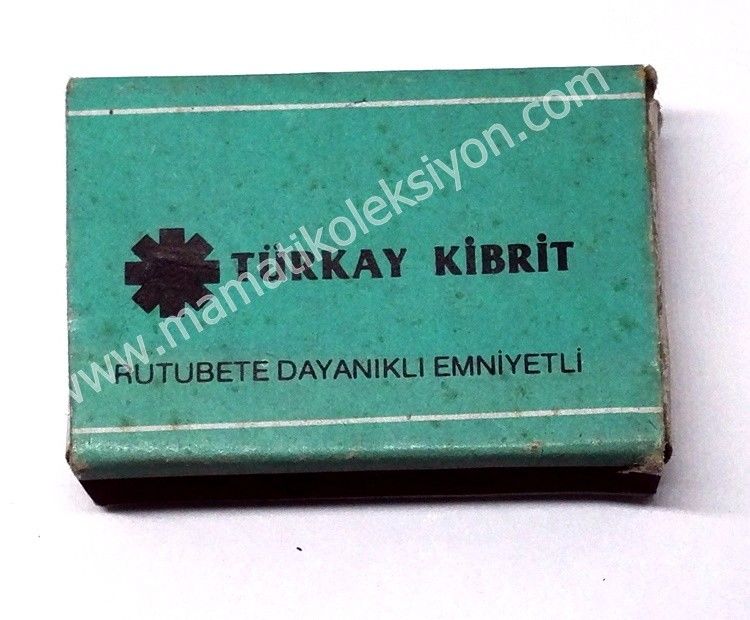 TÜRKAY KİBRİT
RUTUBETE DAYANIKLI EMNİYETLİ
www.mamatikoleksiyon.com